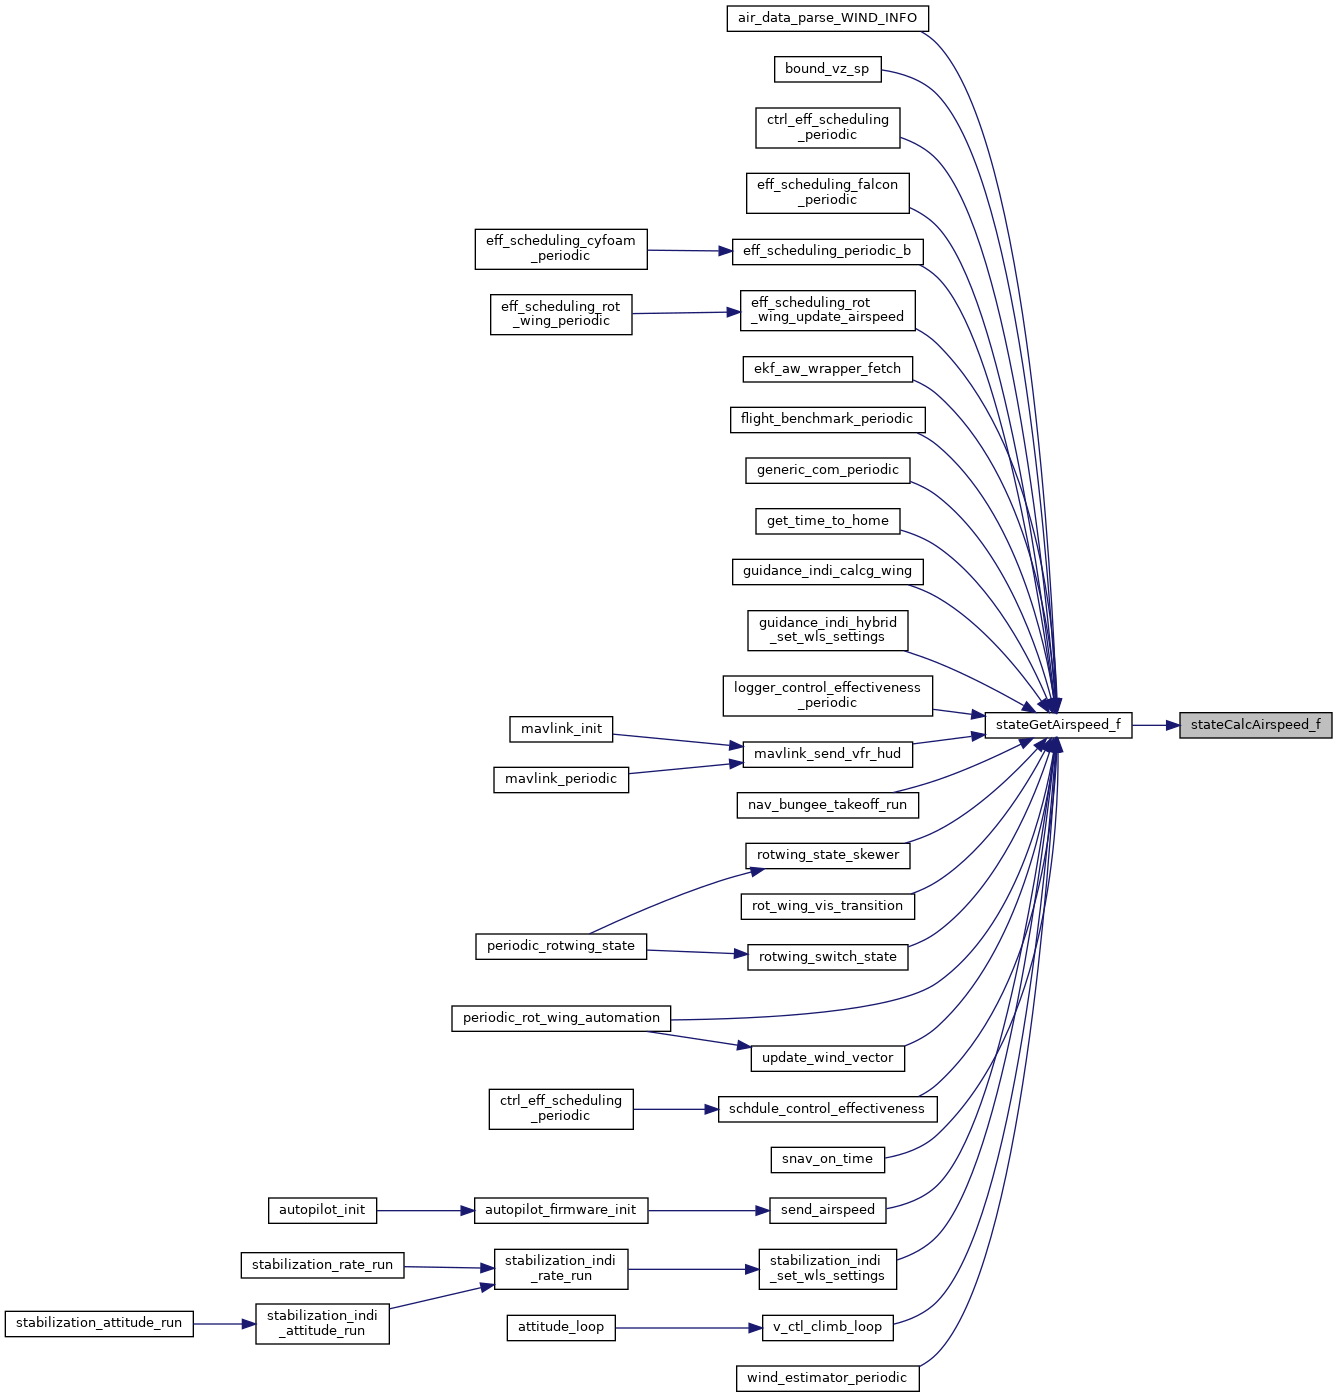 air_data_parse_WIND_INFO
bound_vz_sp
ctrl_eff_scheduling
_periodic
eff_scheduling_falcon
_periodic
eff_scheduling_cyfoam
_periodic
eff_scheduling_periodic_b
eff_scheduling_rot
_wing_periodic
eff_scheduling_rot
_wing_update_airspeed
ekf_aw_wrapper_fetch
flight_benchmark_periodic
generic_com_periodic
get_time_to_home
guidance_indi_calcg_wing
guidance_indi_hybrid
_set_wls_settings
logger_control_effectiveness
_periodic
stateGetAirspeed_f
stateCalcAirspeed_f
mavlink_init
mavlink_send_vfr_hud
mavlink_periodic
nav_bungee_takeoff_run
rotwing_state_skewer
rot_wing_vis_transition
periodic_rotwing_state
rotwing_switch_state
periodic_rot_wing_automation
update_wind_vector
ctrl_eff_scheduling
_periodic
schdule_control_effectiveness
snav_on_time
autopilot_init
autopilot_firmware_init
send_airspeed
stabilization_rate_run
stabilization_indi
_rate_run
stabilization_indi
_set_wls_settings
stabilization_attitude_run
stabilization_indi
_attitude_run
attitude_loop
v_ctl_climb_loop
wind_estimator_periodic